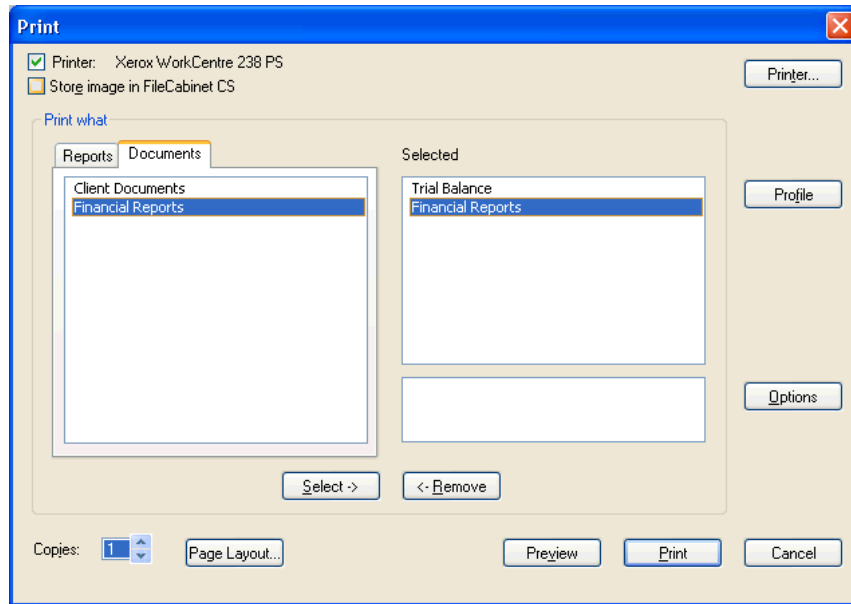 Print
Printer: Xerox WorkCentre 238 PS
Printer...
Store image in FileCabinet CS
Print what
Reports
Documents
Selected
Client Documents
Financial Reports
Trial Balance
Financial Reports
Profile
Options
Select ->
<- Remove
Copies: 1
Page Layout...
Preview
Print
Cancel